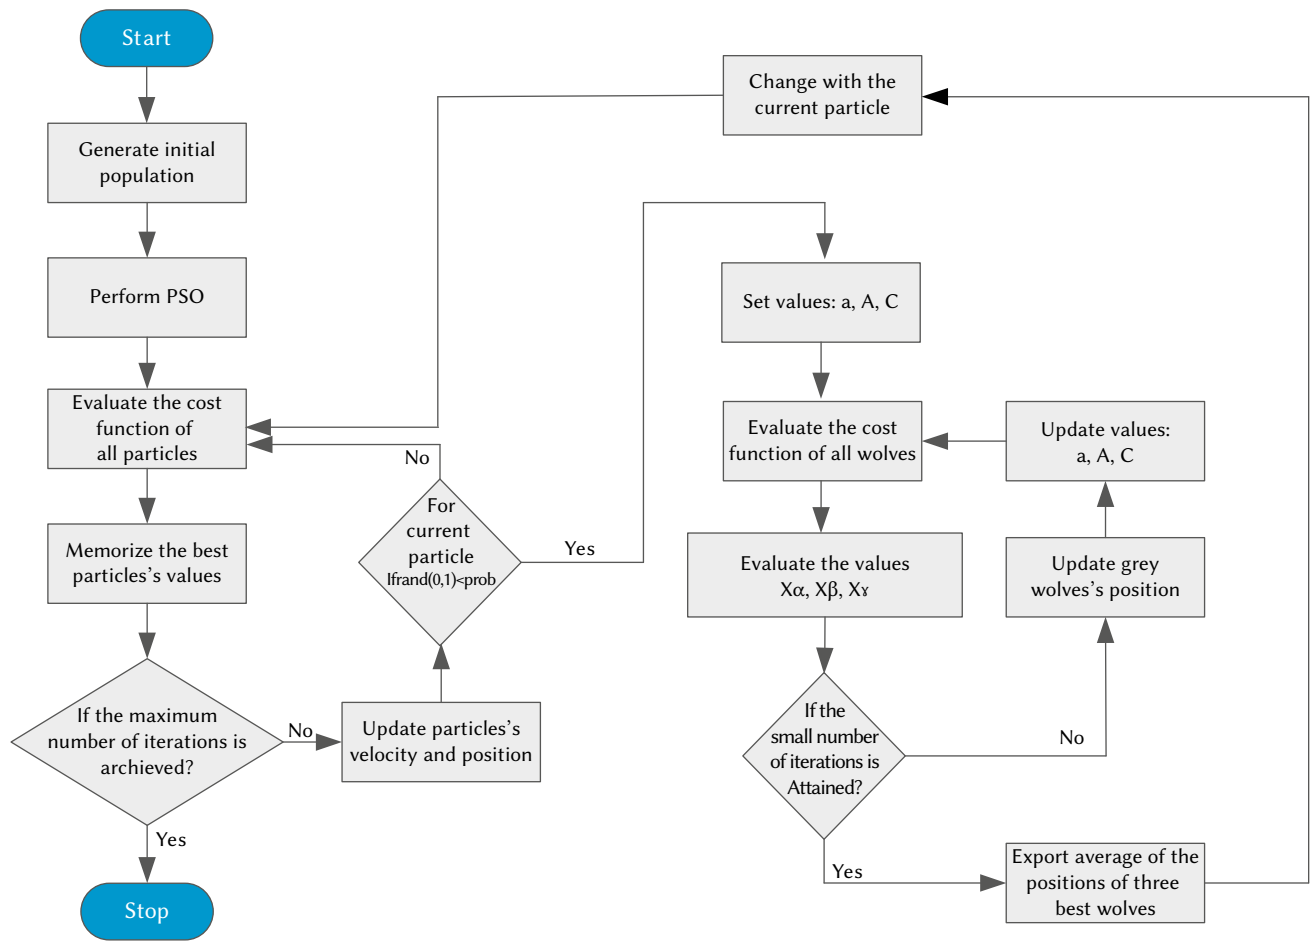 Start
Generate initial
population
Perform PSO
Evaluate the cost
function of
all particles
Memorize the best
particles's values
If the maximum
number of iterations is
archieved?
Yes
Stop
No
Update particles's
velocity and position
For
current
particle
Ifrand(0,1)<prob
No
Yes
Change with the
current particle
Set values: a, A, C
Evaluate the cost
function of all wolves
Evaluate the values
Xα, Xβ, Xɤ
If the
small number
of iterations is
Attained?
No
Update grey
wolves's position
Update values:
a, A, C
Yes
Export average of the
positions of three
best wolves